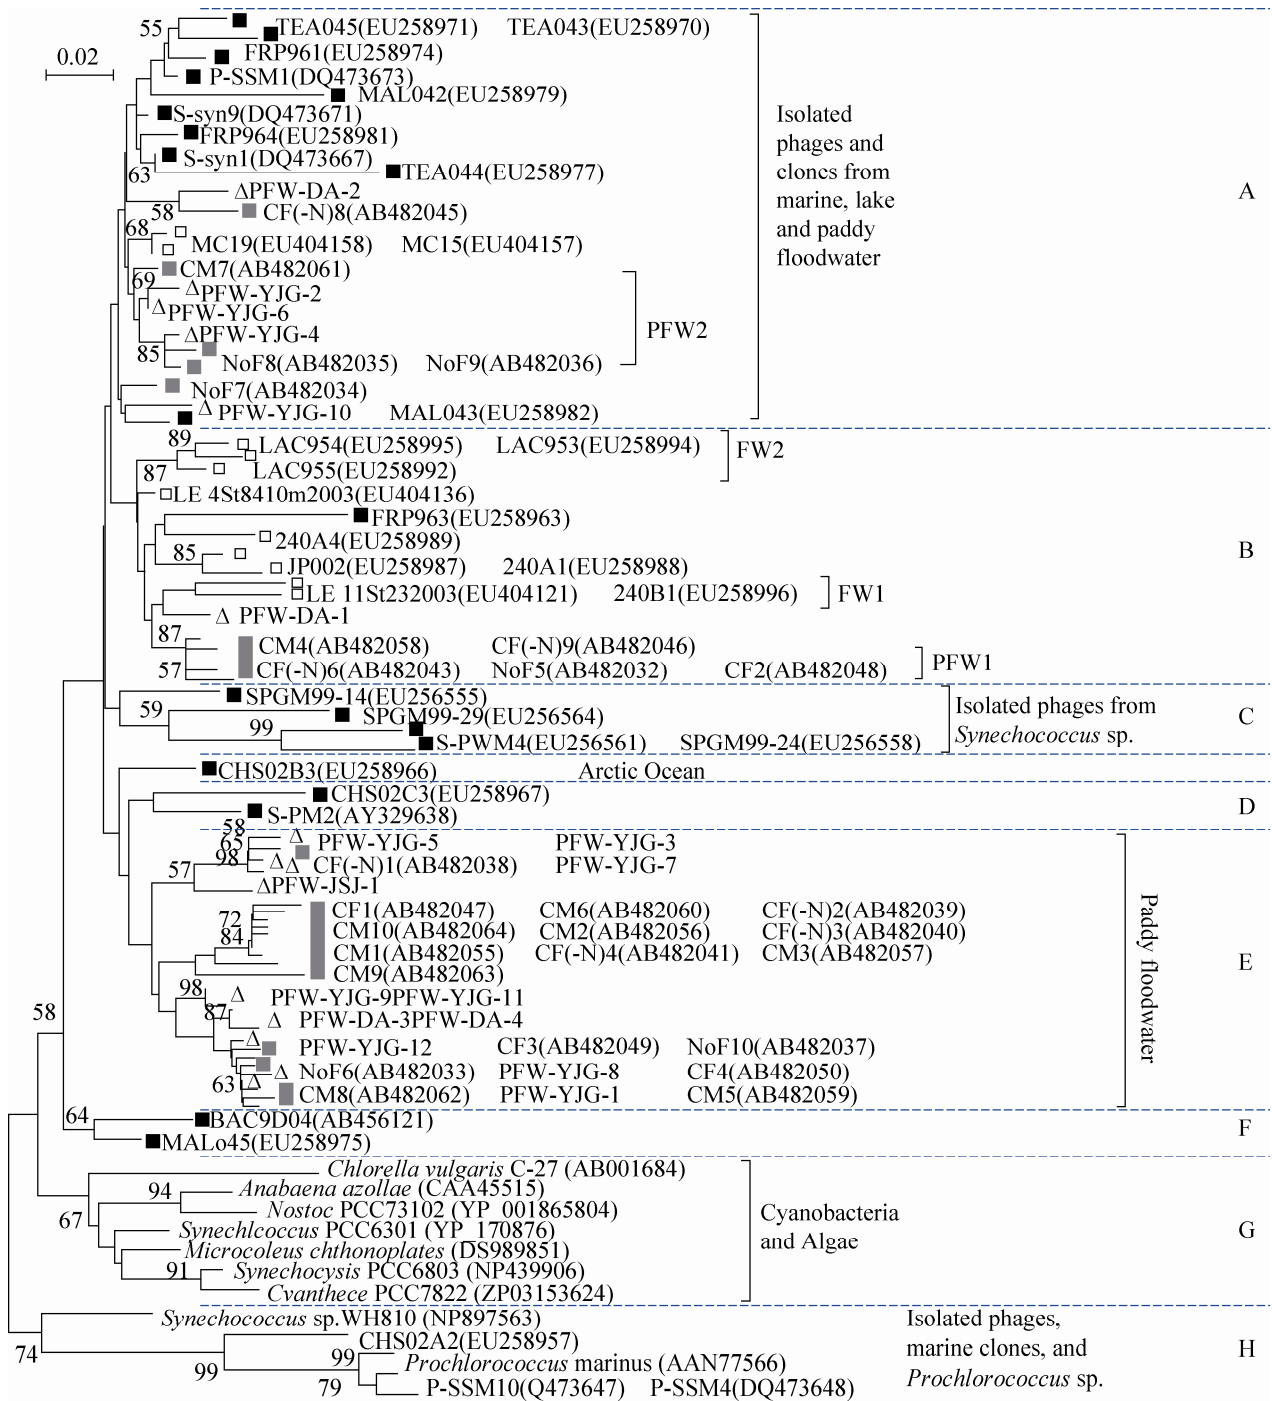 55
TEA045(EU258971) TEA043(EU258970)
0.02
FRP961(EU258974)
P-SSM1(DQ473673)
MAL042(EU258979)
S-syn9(DQ473671)
FRP964(EU258981)
S-syn1(DQ473667)
63
TEA044(EU258977)
Isolated
phages and
cloncs from
marine, lake
and paddy
floodwater
A
ΔPFW-DA-2
58
CF(-N)8(AB482045)
68
MC19(EU404158) MC15(EU404157)
CM7(AB482061)
69
ΔPFW-YJG-2
ΔPFW-YJG-6
ΔPFW-YJG-4
PFW2
85
NoF8(AB482035) NoF9(AB482036)
NoF7(AB482034)
Δ PFW-YJG-10 MAL043(EU258982)
89
LAC954(EU258995) LAC953(EU258994)
FW2
87
LAC955(EU258992)
LE 4St8410m2003(EU404136)
FRP963(EU258963)
240A4(EU258989)
B
85
JP002(EU258987) 240A1(EU258988)
LE 11St232003(EU404121) 240B1(EU258996)
FW1
Δ PFW-DA-1
87
CM4(AB482058) CF(-N)9(AB482046)
57
CF(-N)6(AB482043) NoF5(AB482032) CF2(AB482048)
PFW1
SPGM99-14(EU256555)
59
SPGM99-29(EU256564)
99
S-PWM4(EU256561) SPGM99-24(EU256558)
Isolated phages from
Synechococcus sp.
C
CHS02B3(EU258966) Arctic Ocean
CHS02C3(EU258967)
S-PM2(AY329638)
D
58
65
Δ PFW-YJG-5 PFW-YJG-3
98
Δ Δ CF(-N)1(AB482038) PFW-YJG-7
57
ΔPFW-JSJ-1
CF1(AB482047) CM6(AB482060) CF(-N)2(AB482039)
72
CM10(AB482064) CM2(AB482056) CF(-N)3(AB482040)
84
CM1(AB482055) CF(-N)4(AB482041) CM3(AB482057)
CM9(AB482063)
Paddy floodwater
E
98
Δ PFW-YJG-9PFW-YJG-11
87
Δ PFW-DA-3PFW-DA-4
Δ PFW-YJG-12 CF3(AB482049) NoF10(AB482037)
Δ NoF6(AB482033) PFW-YJG-8 CF4(AB482050)
63
Δ CM8(AB482062) PFW-YJG-1 CM5(AB482059)
58
64
BAC9D04(AB456121)
MALo45(EU258975)
F
Chlorella vulgaris C-27 (AB001684)
94
Anabaena azollae (CAA45515)
Nostoc PCC73102 (YP_001865804)
67
Synechlcoccus PCC6301 (YP_170876)
Microcoleus chthonoplates (DS989851)
91
Synechocysis PCC6803 (NP439906)
Cvanthece PCC7822 (ZP03153624)
Cyanobacteria
and Algae
G
Synechococcus sp.WH810 (NP897563)
74
CHS02A2(EU258957)
99
99
Prochlorococcus marinus (AAN77566)
79
P-SSM10(Q473647) P-SSM4(DQ473648)
Isolated phages,
marine clones, and
Prochlorococcus sp.
H